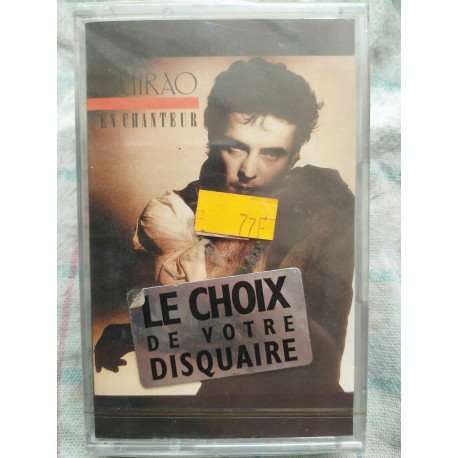 EN CHANTEUR
77F
LE CHOIX
DE VOTRE
DISQUAIRE